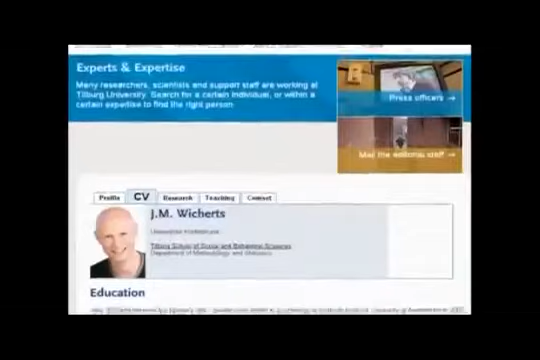 Experts & Expertise
Many researchers, scientists and support staff are working at
Tilburg University. Search for a certain individual, or within a
certain expertise to find the right person
Press officers →
Mail the webmail staff →
Profile CV Research Teaching Contact
J.M. Wicherts
Tilburg School of Social and Behavioral Sciences
Department of Methodology and Statistics
Education